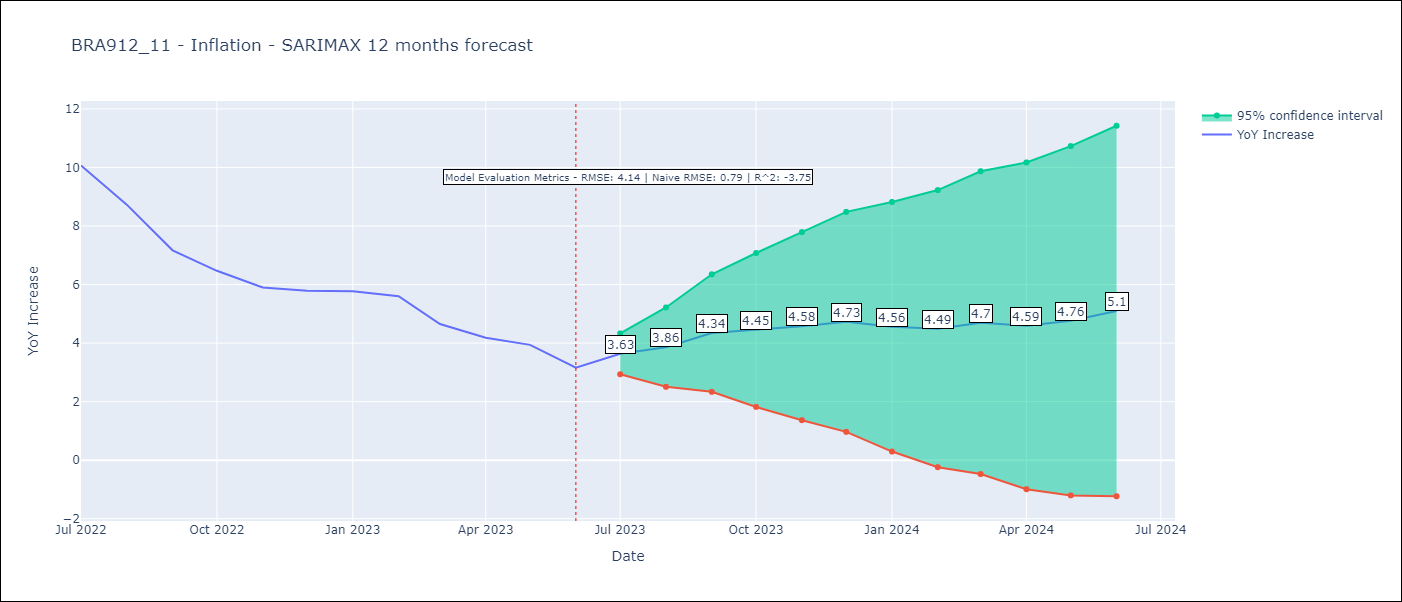 BRA912_11 - Inflation - SARIMAX 12 months forecast
95% confidence interval
YoY Increase
Model Evaluation Metrics - RMSE: 4.14 | Naive RMSE: 0.79 | R^2: -3.75
YoY Increase
12
10
8
6
4
2
0
−2
3.63
3.86
4.34
4.45
4.58
4.73
4.56
4.49
4.7
4.59
4.76
5.1
Jul 2022
Oct 2022
Jan 2023
Apr 2023
Jul 2023
Oct 2023
Jan 2024
Apr 2024
Jul 2024
Date